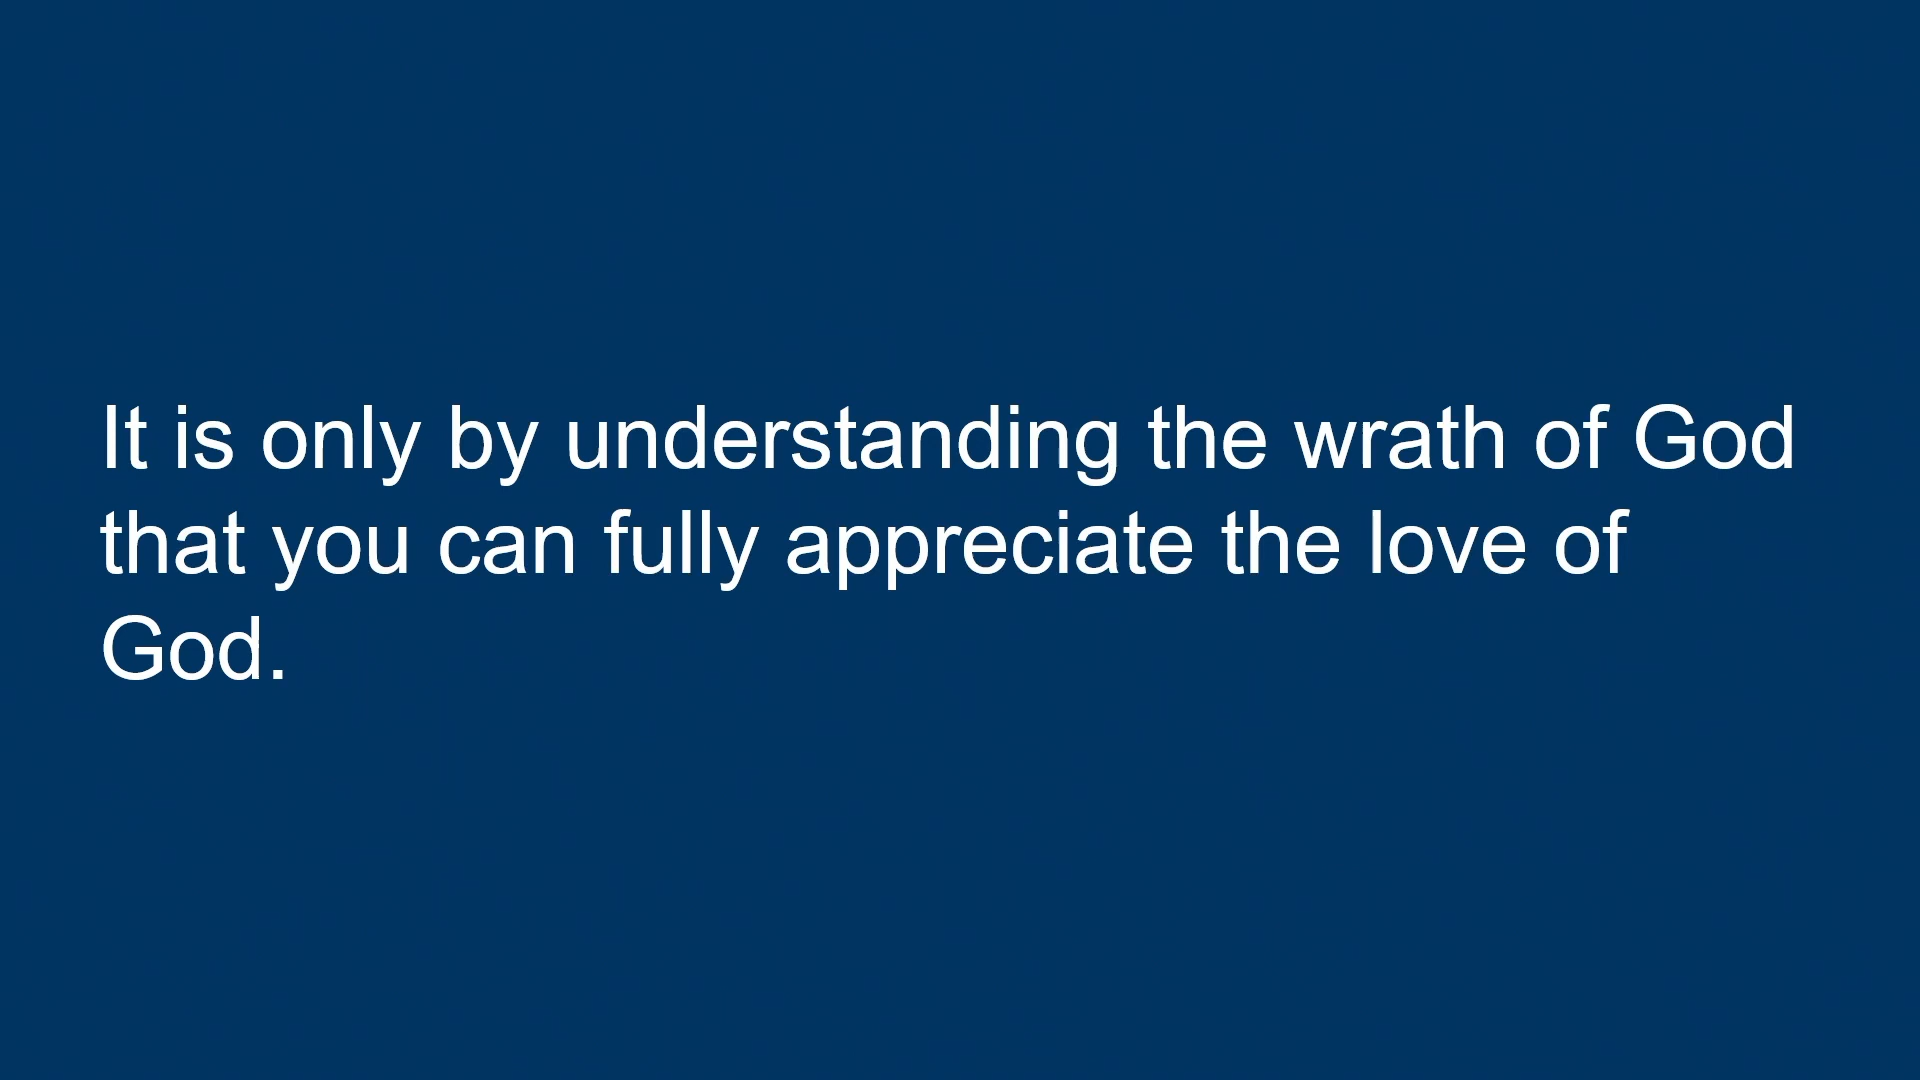 It is only by understanding the wrath of God
that you can fully appreciate the love of
God.